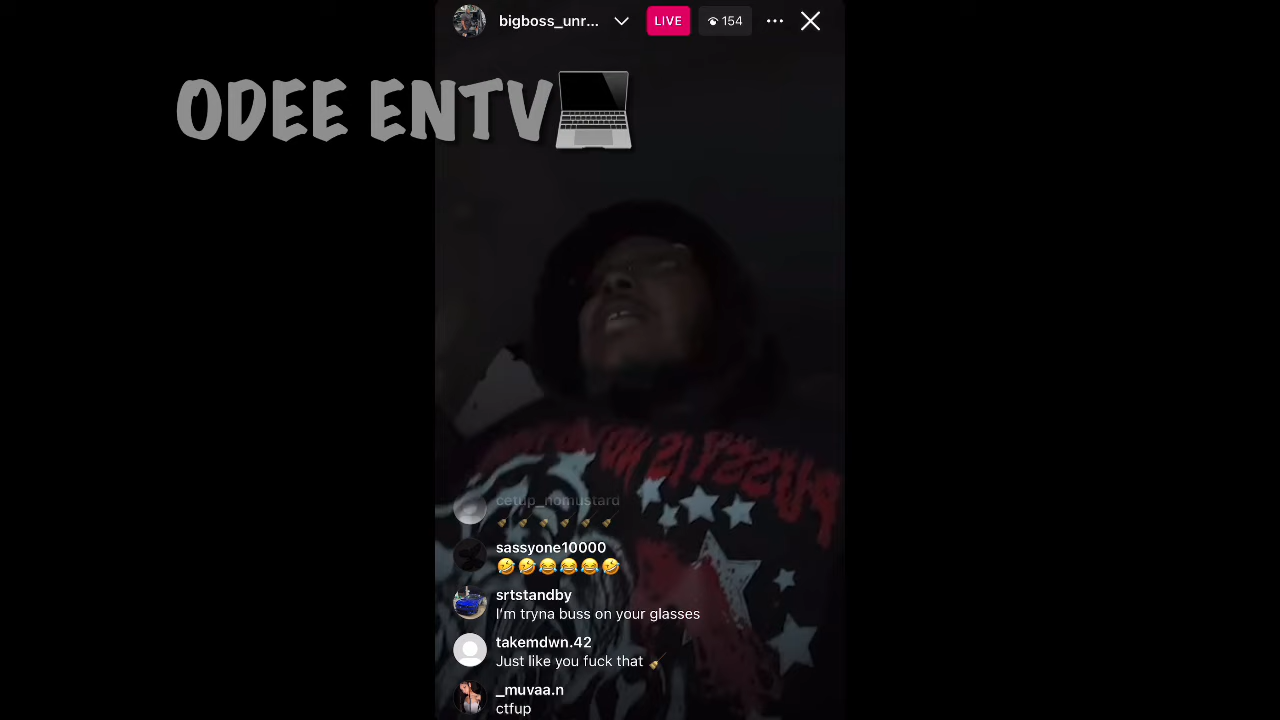 bigboss_unr...
LIVE
154
ODEE ENTV
cetup_nomustard
sassyone10000
srtstandby
I'm tryna buss on your glasses
takemdwn.42
Just like you fuck that
_muvaa.n
ctfup